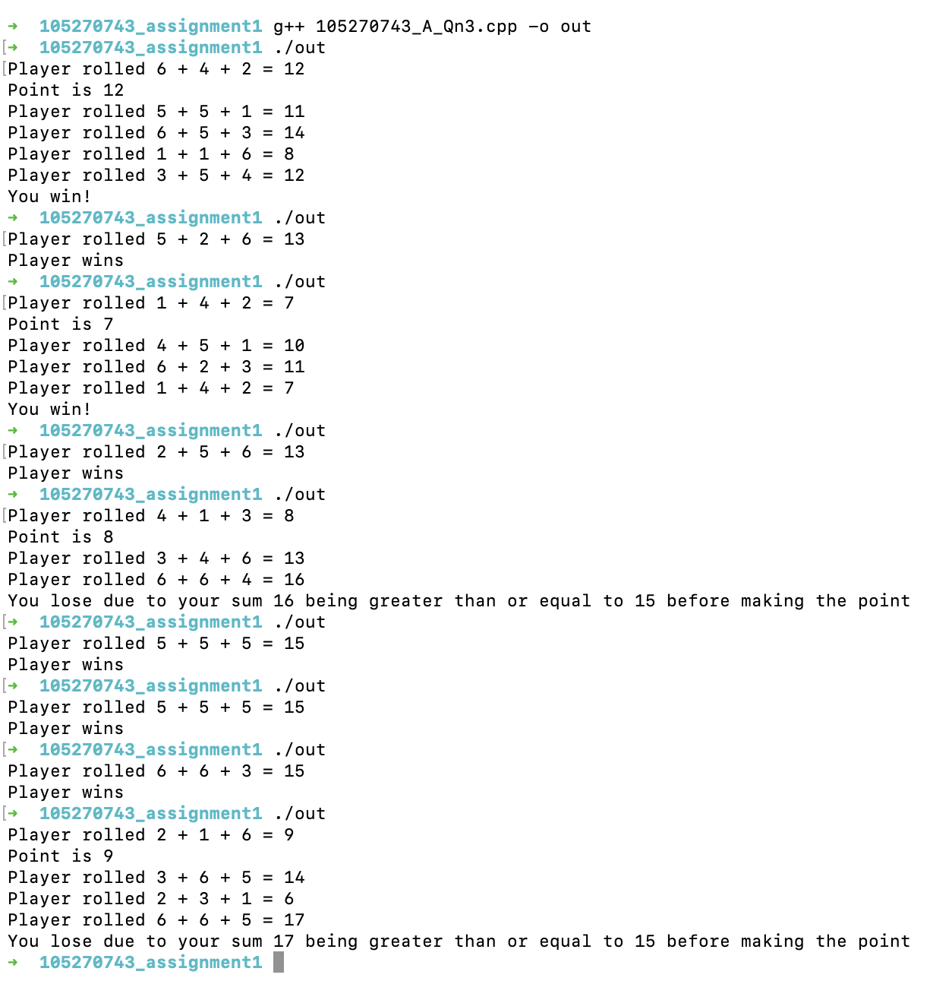 ➜  105270743_assignment1 g++ 105270743_A_Qn3.cpp -o out
[➜  105270743_assignment1 ./out
[Player rolled 6 + 4 + 2 = 12
Point is 12
Player rolled 5 + 5 + 1 = 11
Player rolled 6 + 5 + 3 = 14
Player rolled 1 + 1 + 6 = 8
Player rolled 3 + 5 + 4 = 12
You win!
➜  105270743_assignment1 ./out
[Player rolled 5 + 2 + 6 = 13
Player wins
➜  105270743_assignment1 ./out
[Player rolled 1 + 4 + 2 = 7
Point is 7
Player rolled 4 + 5 + 1 = 10
Player rolled 6 + 2 + 3 = 11
Player rolled 1 + 4 + 2 = 7
You win!
➜  105270743_assignment1 ./out
[Player rolled 2 + 5 + 6 = 13
Player wins
➜  105270743_assignment1 ./out
[Player rolled 4 + 1 + 3 = 8
Point is 8
Player rolled 3 + 4 + 6 = 13
Player rolled 6 + 6 + 4 = 16
You lose due to your sum 16 being greater than or equal to 15 before making the point
[➜  105270743_assignment1 ./out
Player rolled 5 + 5 + 5 = 15
Player wins
[➜  105270743_assignment1 ./out
Player rolled 5 + 5 + 5 = 15
Player wins
[➜  105270743_assignment1 ./out
Player rolled 6 + 6 + 3 = 15
Player wins
[➜  105270743_assignment1 ./out
Player rolled 2 + 1 + 6 = 9
Point is 9
Player rolled 3 + 6 + 5 = 14
Player rolled 2 + 3 + 1 = 6
Player rolled 6 + 6 + 5 = 17
You lose due to your sum 17 being greater than or equal to 15 before making the point
➜  105270743_assignment1